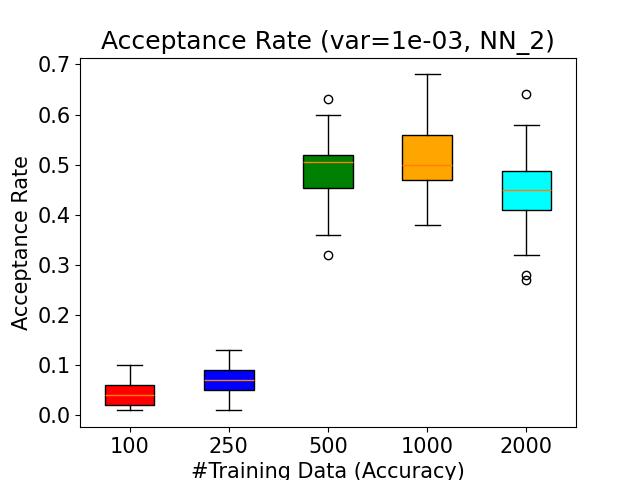 Acceptance Rate (var=1e-03, NN_2)
Acceptance Rate
0.7
0.6
0.5
0.4
0.3
0.2
0.1
0.0
100 250 500 1000 2000
#Training Data (Accuracy)